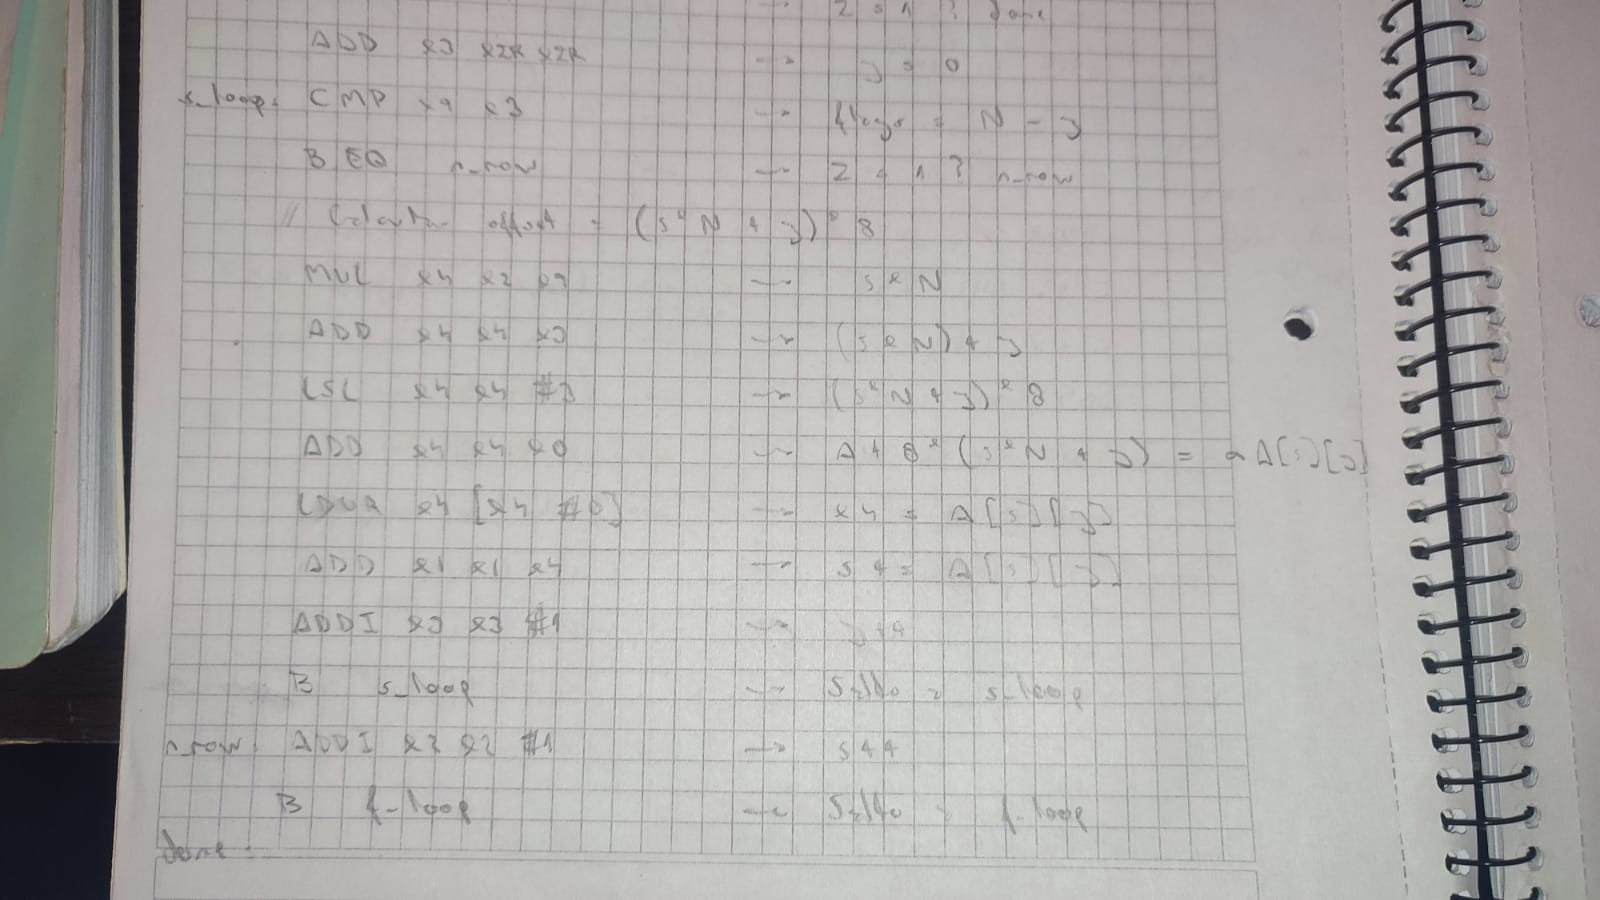 → Z = 1 ? done
ADD x3 xzr xzr → j = 0
s_loop: CMP x9 x3 → flags = N - j
B EQ n_row → Z = 1 ? n_row
// offset = (i * N + j) * 8
MUL x4 x2 x9 → i * N
ADD x4 x4 x3 → (i * N) + j
LSL x4 x4 #3 → (i * N + j) * 8
ADD x4 x4 x0 → A + 8 * (i * N + j) = & A[i][j]
LDUR x4 [x4 #0] → x4 = A[i][j]
ADD x1 x1 x4 → s += A[i][j]
ADDI x3 x3 #1 → j++
B s_loop → Salto s_loop
n_row: ADDI x2 x2 #1 → i++
B f_loop → Salto f_loop
done: